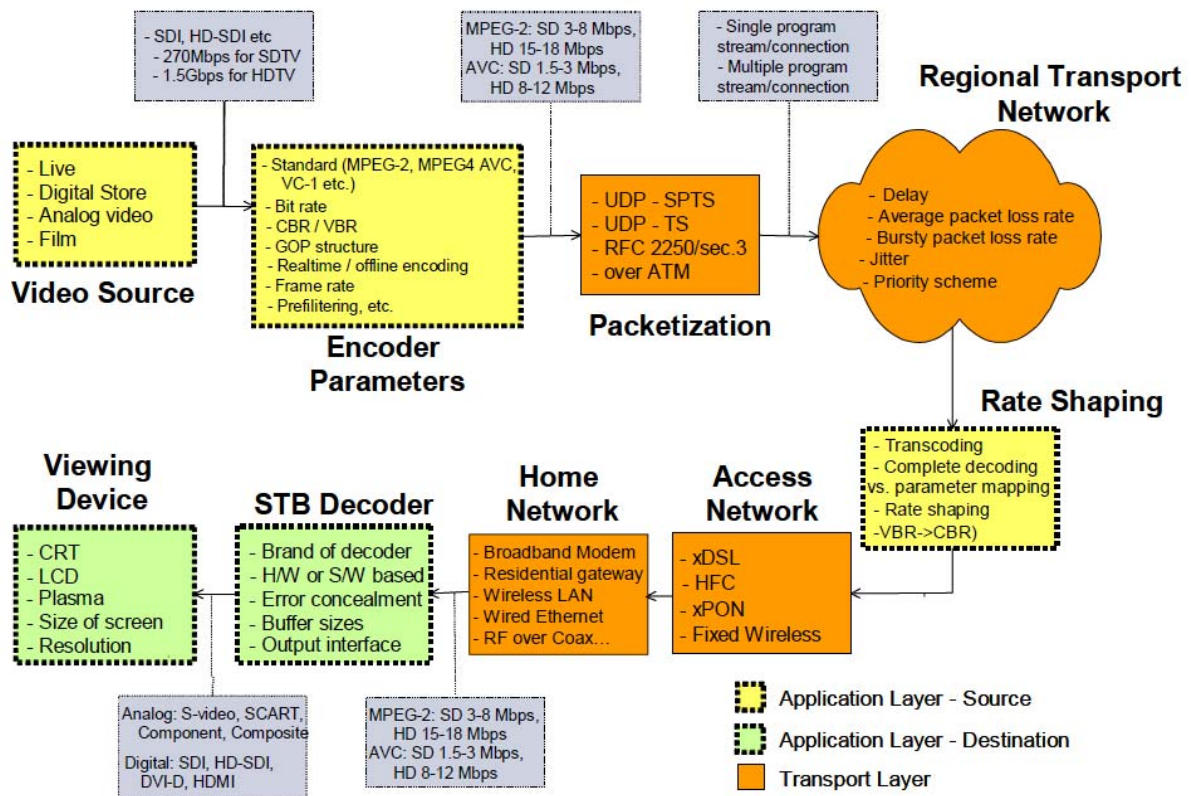 - SDI, HD-SDI etc
- 270Mbps for SDTV
- 1.5Gbps for HDTV
MPEG-2: SD 3-8 Mbps,
HD 15-18 Mbps
AVC: SD 1.5-3 Mbps,
HD 8-12 Mbps
- Single program
stream/connection
- Multiple program
stream/connection
- Live
- Digital Store
- Analog video
- Film
Video Source
- Standard (MPEG-2, MPEG4 AVC,
VC-1 etc.)
- Bit rate
- CBR / VBR
- GOP structure
- Realtime / offline encoding
- Frame rate
- Prefilitering, etc.
Encoder
Parameters
- UDP - SPTS
- UDP - TS
- RFC 2250/sec.3
- over ATM
Packetization
Regional Transport
Network
- Delay
- Average packet loss rate
- Bursty packet loss rate
- Jitter
- Priority scheme
Rate Shaping
- Transcoding
- Complete decoding
vs. parameter mapping
- Rate shaping
-VBR->CBR)
Access
Network
- xDSL
- HFC
- xPON
- Fixed Wireless
Home
Network
- Broadband Modem
- Residential gateway
- Wireless LAN
- Wired Ethernet
- RF over Coax...
STB Decoder
- Brand of decoder
- H/W or S/W based
- Error concealment
- Buffer sizes
- Output interface
Viewing
Device
- CRT
- LCD
- Plasma
- Size of screen
- Resolution
Analog: S-video, SCART,
Component, Composite
Digital: SDI, HD-SDI,
DVI-D, HDMI
MPEG-2: SD 3-8 Mbps,
HD 15-18 Mbps
AVC: SD 1.5-3 Mbps,
HD 8-12 Mbps
Application Layer - Source
Application Layer - Destination
Transport Layer